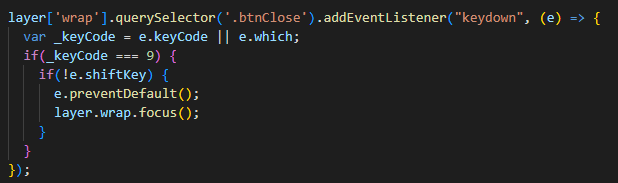 layer['wrap'].querySelector('.btnClose').addEventListener("keydown", (e) => {
  var _keyCode = e.keyCode || e.which;
  if(_keyCode === 9) {
    if(!e.shiftKey) {
      e.preventDefault();
      layer.wrap.focus();
    }
  }
});